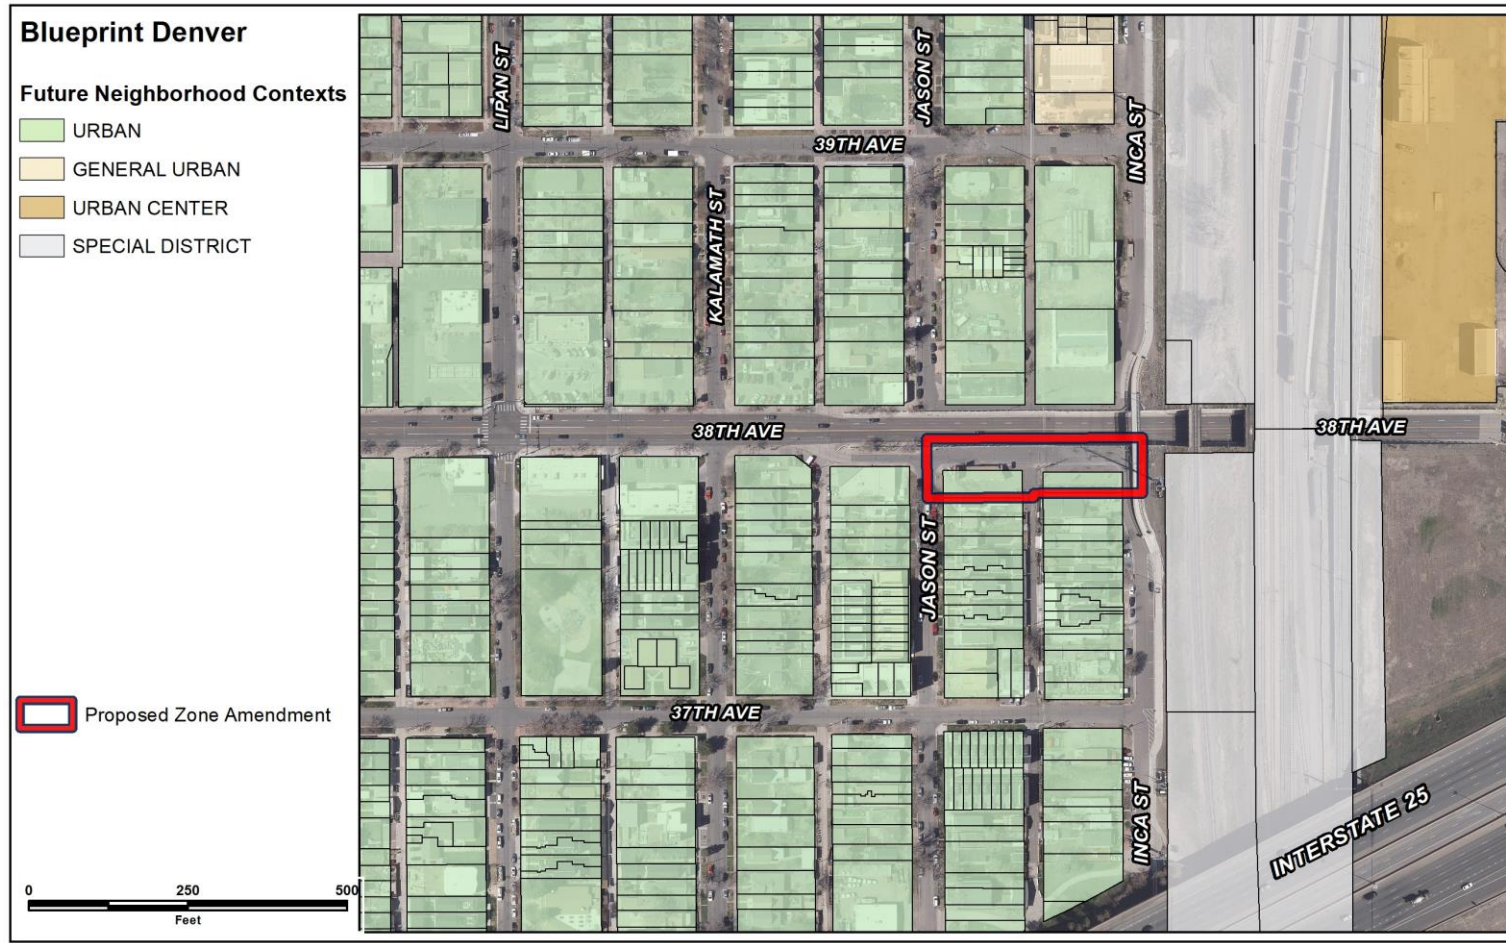 Blueprint Denver
Future Neighborhood Contexts
URBAN
GENERAL URBAN
URBAN CENTER
SPECIAL DISTRICT
Proposed Zone Amendment
0 250 500
Feet
LIPAN ST
JASON ST
INCA ST
39TH AVE
KALAMATH ST
38TH AVE
38TH AVE
JASON ST
37TH AVE
INCA ST
INTERSTATE 25